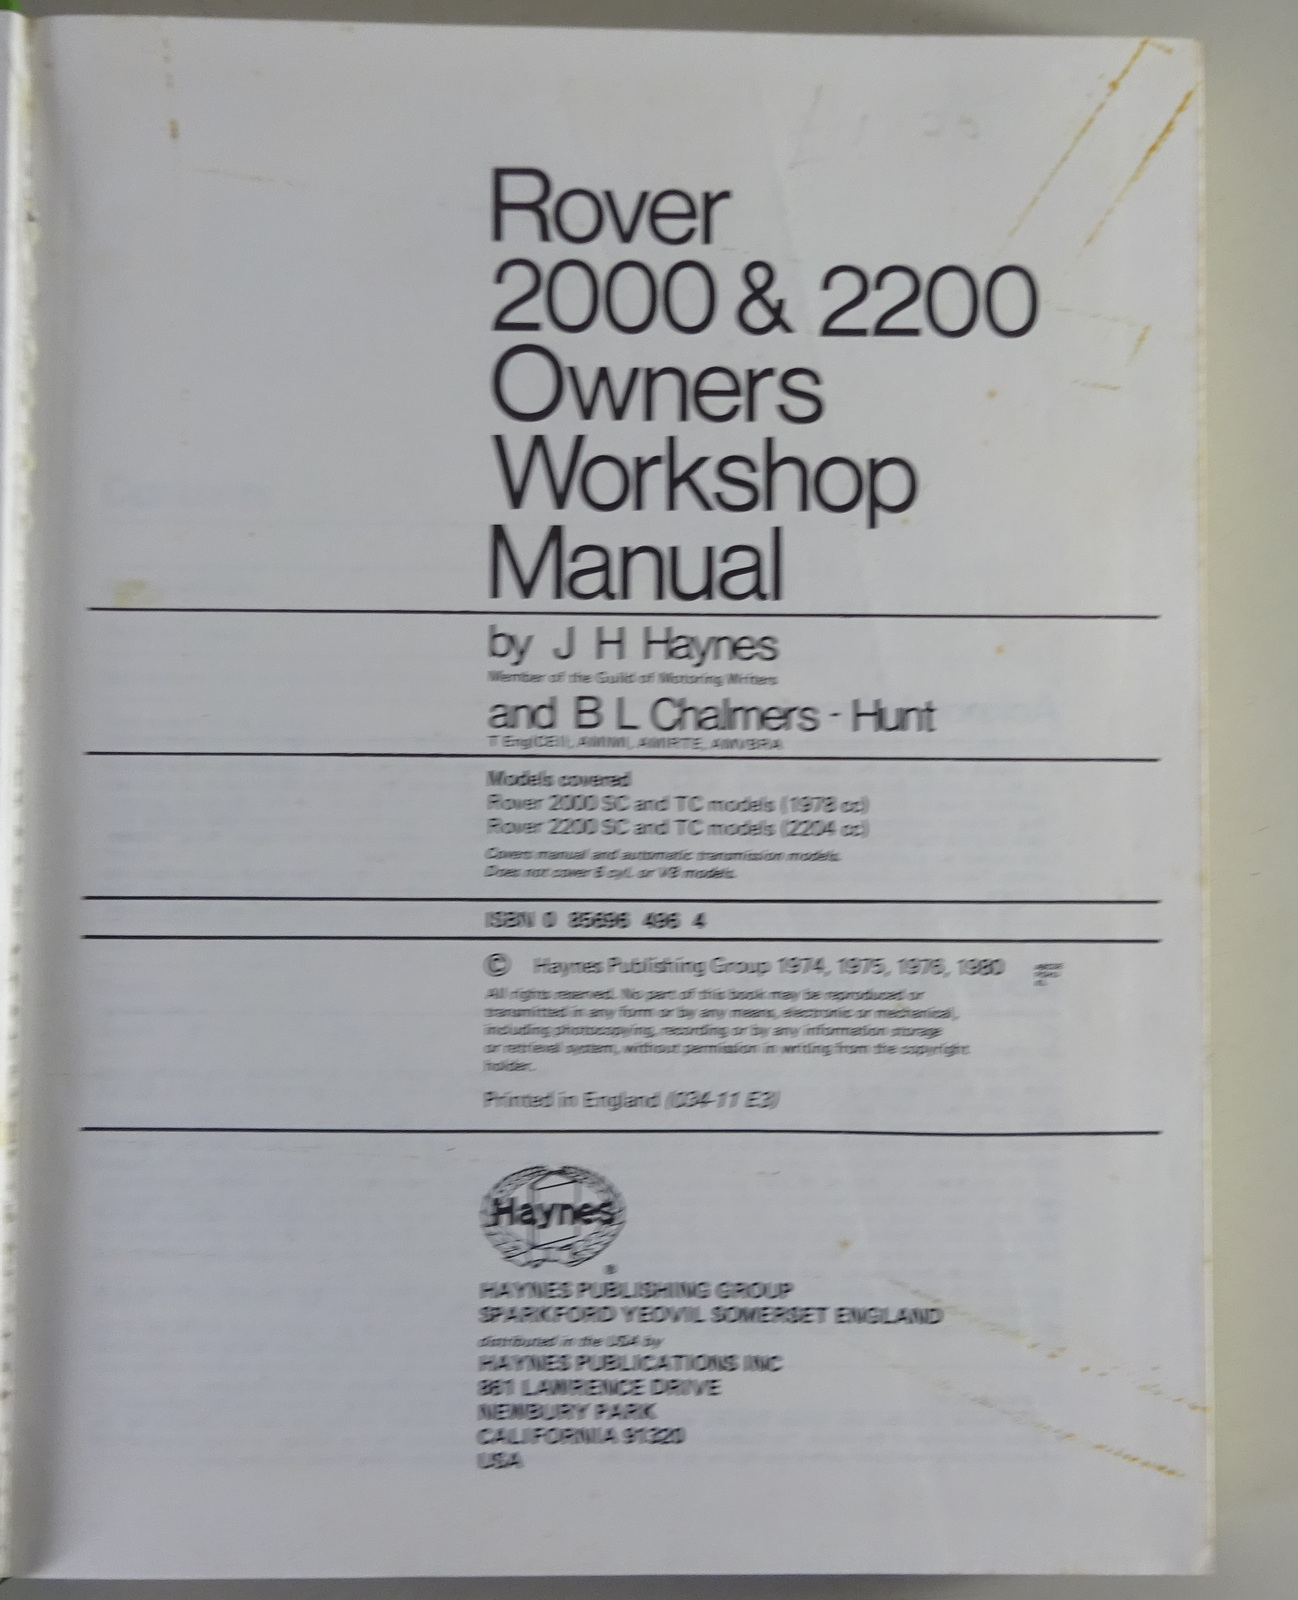 Rover
2000 & 2200
Owners
Workshop
Manual
by J H Haynes
Member of the Guild of Motoring Writers
and B L Chalmers - Hunt
T Eng(CEI), AMIMI, AMIRTE, AMVBRA
Models covered
Rover 2000 SC and TC models (1978 cc)
Rover 2200 SC and TC models (2204 cc)
Covers manual and automatic transmission models.
Does not cover 6 cyl. or V8 models.
ISBN 0 85696 496 4
© Haynes Publishing Group 1974, 1975, 1976, 1980
All rights reserved. No part of this book may be reproduced or
transmitted in any form or by any means, electronic or mechanical,
including photocopying, recording or by any information storage
or retrieval system, without permission in writing from the copyright
holder.
Printed in England (034-11 E3)
Haynes
®
HAYNES PUBLISHING GROUP
SPARKFORD YEOVIL SOMERSET ENGLAND
distributed in the USA by
HAYNES PUBLICATIONS INC
861 LAWRENCE DRIVE
NEWBURY PARK
CALIFORNIA 91320
USA